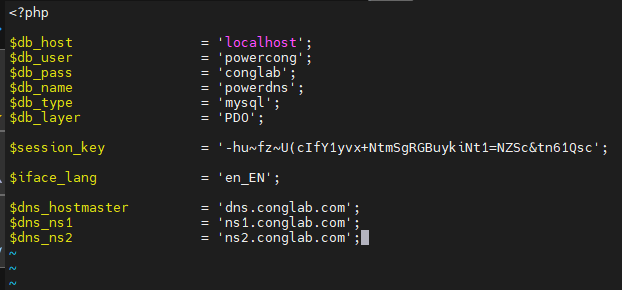 <?php
$db_host = 'localhost';
$db_user = 'powercong';
$db_pass = 'conglab';
$db_name = 'powerdns';
$db_type = 'mysql';
$db_layer = 'PDO';
$session_key = '-hu~fz~U(cIfY1yvx+NtmSgRGBuykiNt1=NZSc&tn61Qsc';
$iface_lang = 'en_EN';
$dns_hostmaster = 'dns.conglab.com';
$dns_ns1 = 'ns1.conglab.com';
$dns_ns2 = 'ns2.conglab.com';
~
~
~